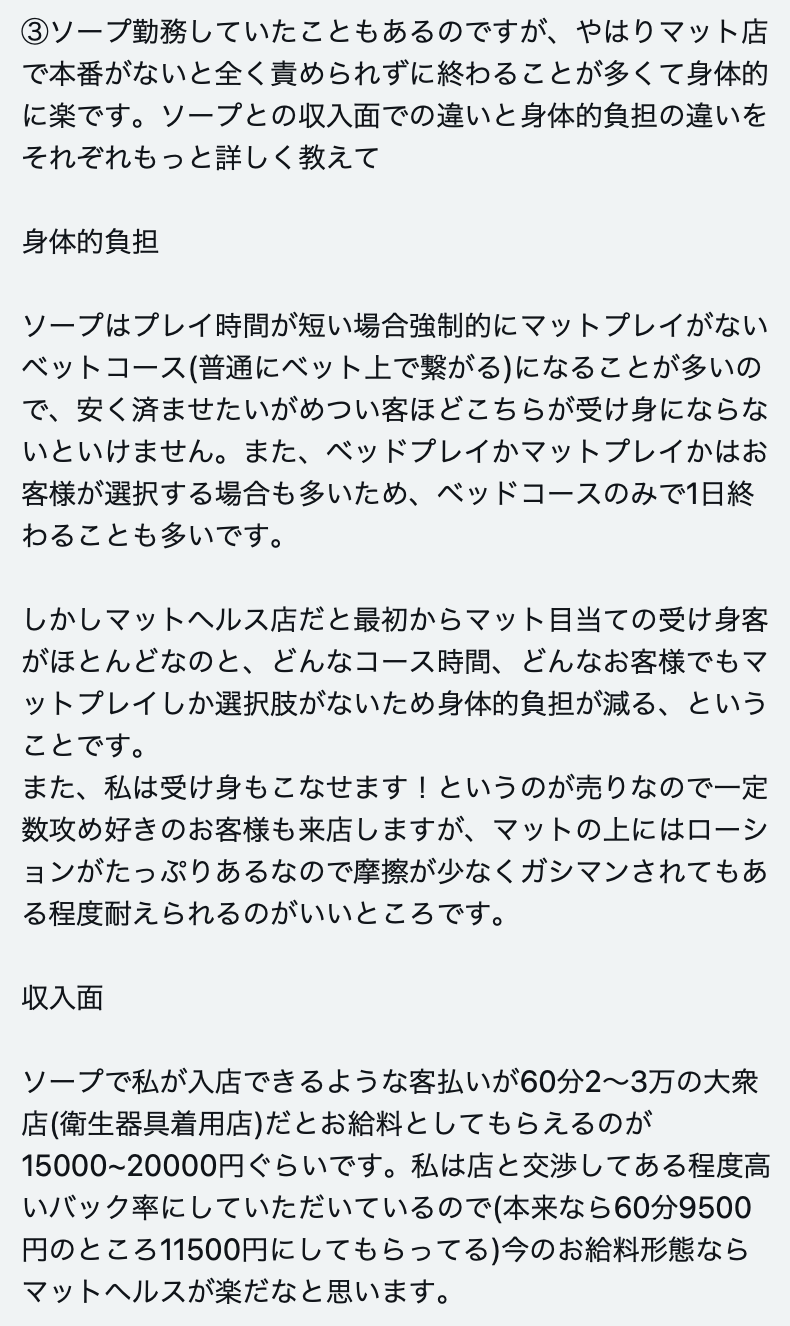 ③ソープ勤務していたこともあるのですが、やはりマット店
で本番がないと全く責められずに終わることが多くて身体的
に楽です。ソープとの収入面での違いと身体的負担の違いを
それぞれもっと詳しく教えて
身体的負担
ソープはプレイ時間が短い場合強制的にマットプレイがない
ベットコース(普通にベット上で繋がる)になることが多いの
で、安く済ませたいがめつい客ほどこちらが受け身にならな
いといけません。また、ベッドプレイかマットプレイかはお
客様が選択する場合も多いため、ベッドコースのみで1日終
わることも多いです。
しかしマットヘルス店だと最初からマット目当ての受け身客
がほとんどなのと、どんなコース時間、どんなお客様でもマ
ットプレイしか選択肢がないため身体的負担が減る、という
ことです。
また、私は受け身もこなせます！というのが売りなので一定
数攻め好きのお客様も来店しますが、マットの上にはローシ
ョンがたっぷりあるなので摩擦が少なくガシマンされてもあ
る程度耐えられるのがいいところです。
収入面
ソープで私が入店できるような客払いが60分2〜3万の大衆
店(衛生器具着用店)だとお給料としてもらえるのが
15000~20000円ぐらいです。私は店と交渉してある程度高
いバック率にしていただいているので(本来なら60分9500
円のところ11500円にしてもらってる)今のお給料形態なら
マットヘルスが楽だなと思います。